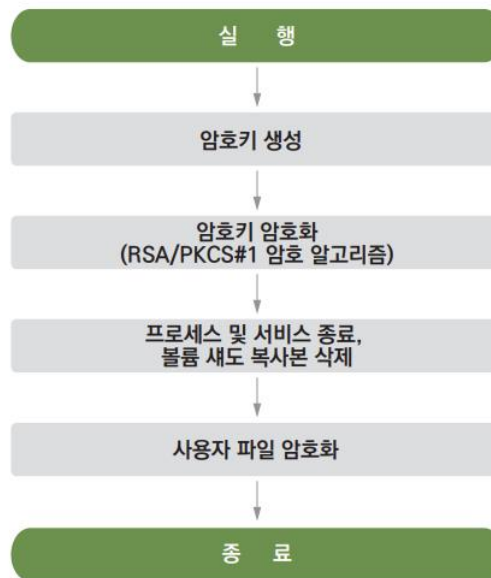 실 행
암호키 생성
암호키 암호화
(RSA/PKCS#1 암호 알고리즘)
프로세스 및 서비스 종료,
볼륨 섀도 복사본 삭제
사용자 파일 암호화
종 료